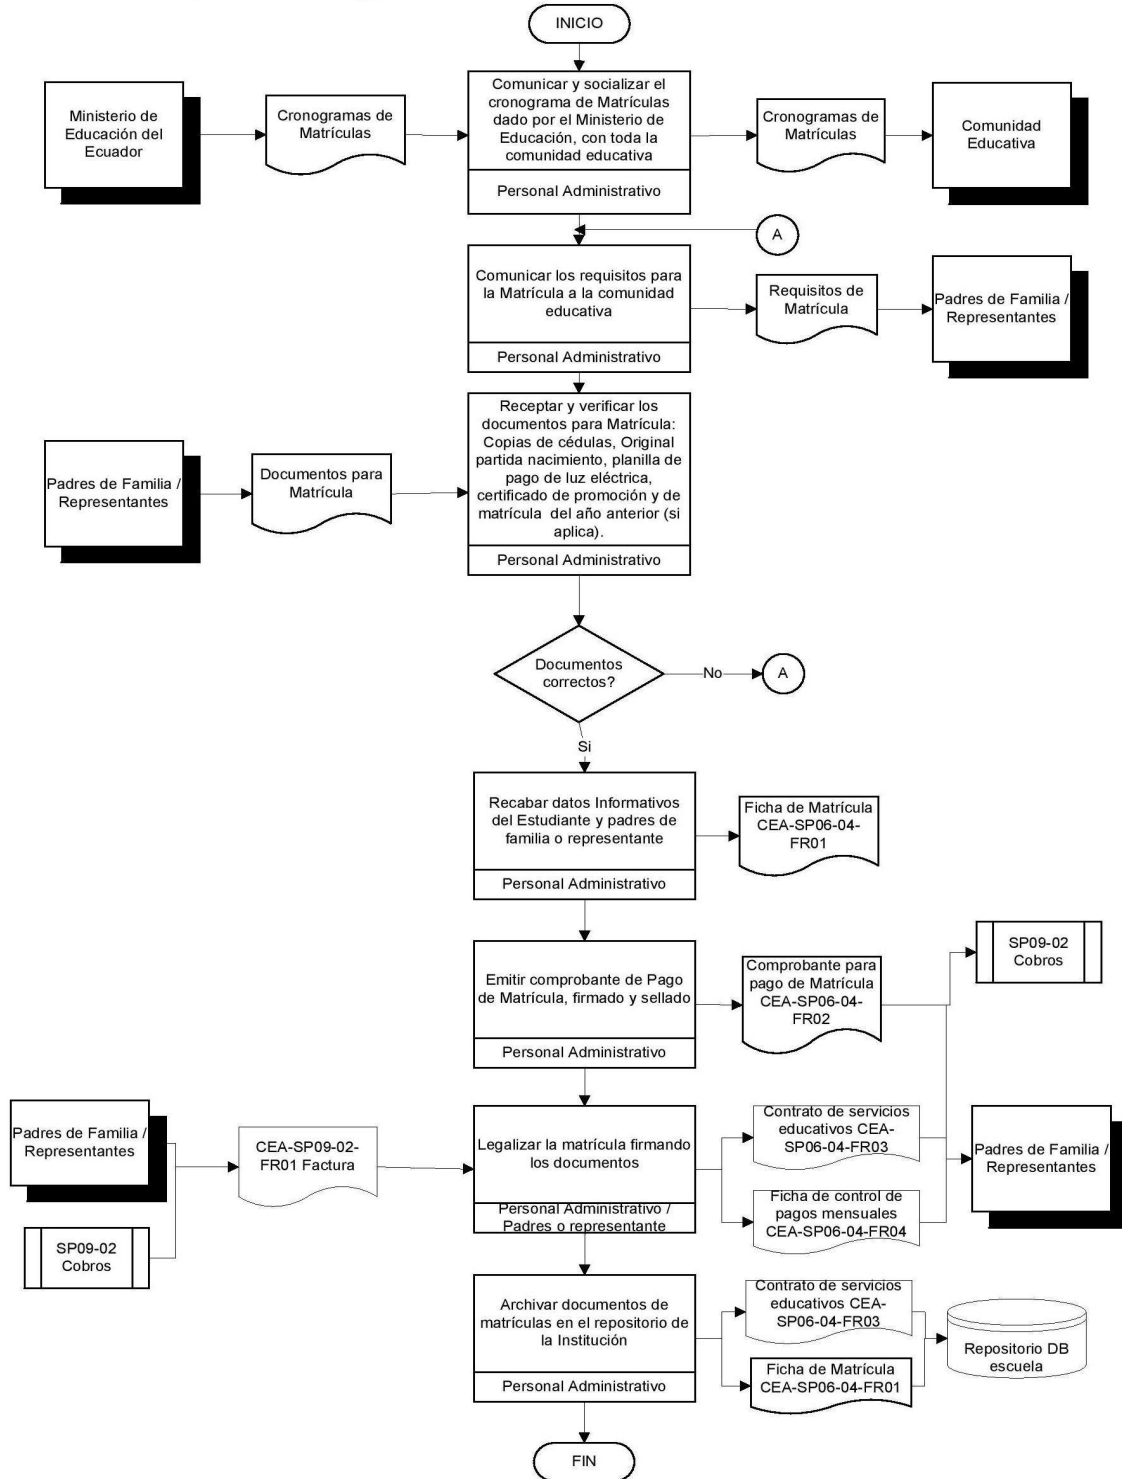 INICIO
Ministerio de
Educación del
Ecuador
Cronogramas de
Matrículas
Comunicar y socializar el
cronograma de Matrículas
dado por el Ministerio de
Educación, con toda la
comunidad educativa
Personal Administrativo
Cronogramas de
Matrículas
Comunidad
Educativa
A
Comunicar los requisitos para
la Matrícula a la comunidad
educativa
Personal Administrativo
Requisitos de
Matrícula
Padres de Familia /
Representantes
Padres de Familia /
Representantes
Documentos para
Matrícula
Receptar y verificar los
documentos para Matrícula:
Copias de cédulas, Original
partida nacimiento, planilla de
pago de luz eléctrica,
certificado de promoción y de
matrícula  del año anterior (si
aplica).
Personal Administrativo
Documentos
correctos?
No
A
Si
Recabar datos Informativos
del Estudiante y padres de
familia o representante
Personal Administrativo
Ficha de Matrícula
CEA-SP06-04-
FR01
Emitir comprobante de Pago
de Matrícula, firmado y sellado
Personal Administrativo
Comprobante para
pago de Matrícula
CEA-SP06-04-
FR02
SP09-02
Cobros
Padres de Familia /
Representantes
SP09-02
Cobros
CEA-SP09-02-
FR01 Factura
Legalizar la matrícula firmando
los documentos
Personal Administrativo /
Padres o representante
Contrato de servicios
educativos CEA-
SP06-04-FR03
Ficha de control de
pagos mensuales
CEA-SP06-04-FR04
Padres de Familia /
Representantes
Archivar documentos de
matrículas en el repositorio de
la Institución
Personal Administrativo
Contrato de servicios
educativos CEA-
SP06-04-FR03
Ficha de Matrícula
CEA-SP06-04-FR01
Repositorio DB
escuela
FIN